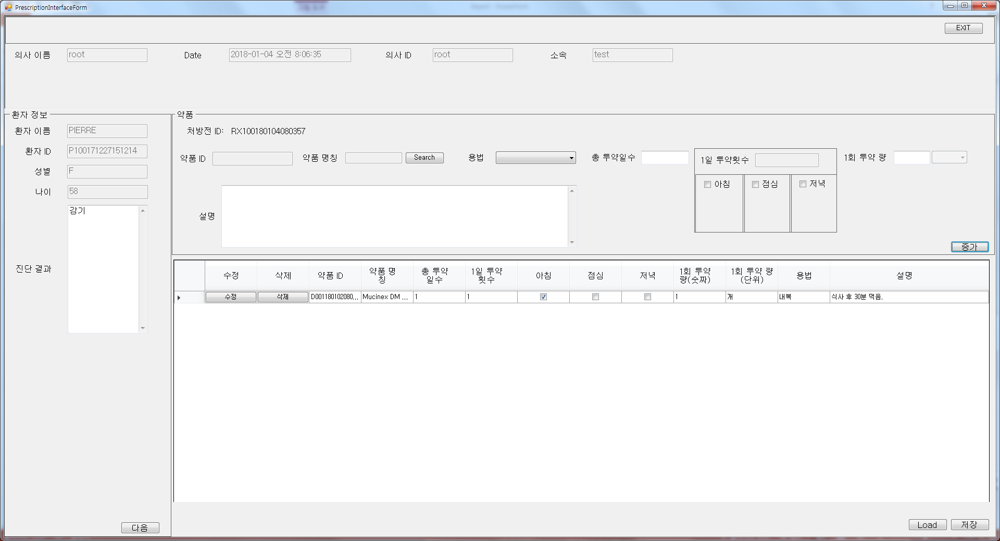 PrescriptionInterfaceForm
EXIT
의사 이름 root Date 2018-01-04 오전 8:06:35 의사 ID root 소속 test
환자 정보
환자 이름 PIERRE
환자 ID P100171227151214
성별 F
나이 58
감기
진단 결과
다음
약품
처방전 ID: RX100180104080357
약품 ID 약품 명칭 Search 용법 총 투약일수 1일 투약횟수 1회 투약 량
아침 점심 저녁
설명
증가
수정 삭제 약품 ID 약품 명칭 총 투약일수 1일 투약횟수 아침 점심 저녁 1회 투약량(숫짜) 1회 투약 량(단위) 용법 설명
수정 삭제 D001180102080... Mucinex DM ... 1 1 1 개 내복 식사 후 30분 먹음.
Load 저장